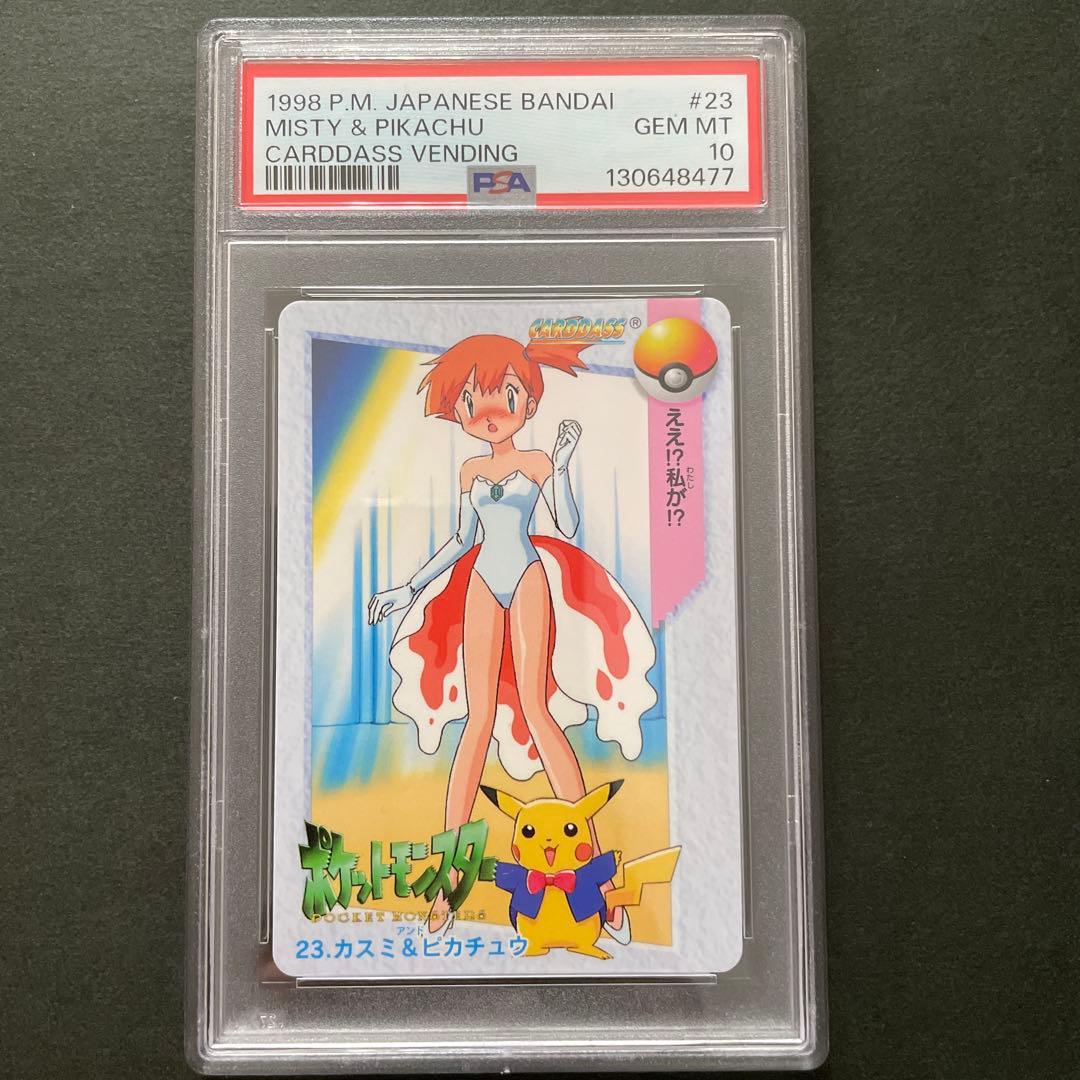 1998 P.M. JAPANESE BANDAI #23
MISTY & PIKACHU GEM MT
CARDDASS VENDING 10
PSA 130648477
CARDDASS®
ええ!?私が!?
わたし
ポケットモンスター
POCKET MONSTERS
アンド
23.カスミ&ピカチュウ